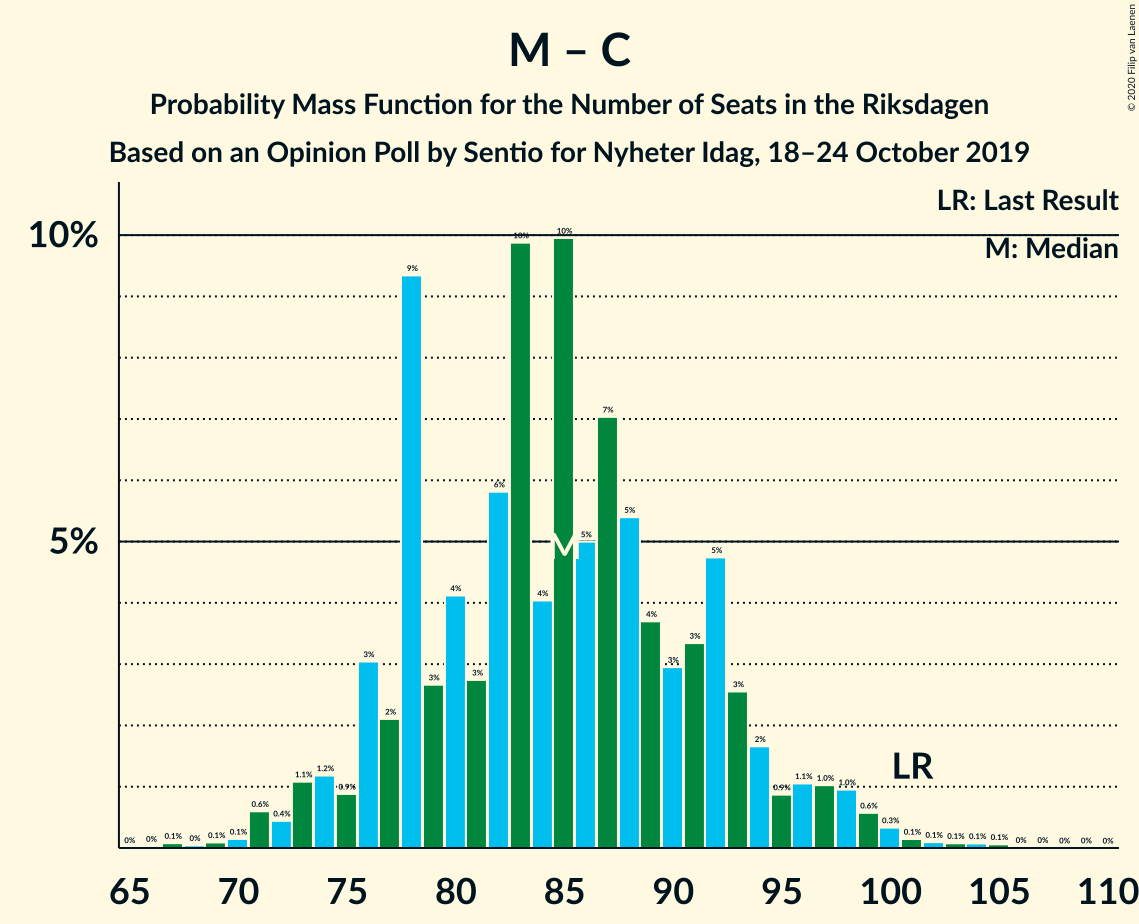 M – C
Probability Mass Function for the Number of Seats in the Riksdagen
Based on an Opinion Poll by Sentio for Nyheter Idag, 18–24 October 2019
© 2020 Filip van Laenen
LR: Last Result
M: Median
10%
5%
0% 0% 0.1% 0% 0.1% 0.1% 0.6% 0.4% 1.1% 1.2% 0.9% 3% 2% 9% 3% 4% 3% 6% 10% 4% 10% 5% 7% 5% 4% 3% 3% 5% 3% 2% 0.9% 1.1% 1.0% 1.0% 0.6% 0.3% 0.1% 0.1% 0.1% 0.1% 0.1% 0% 0% 0% 0% 0%
M
LR
65 70 75 80 85 90 95 100 105 110